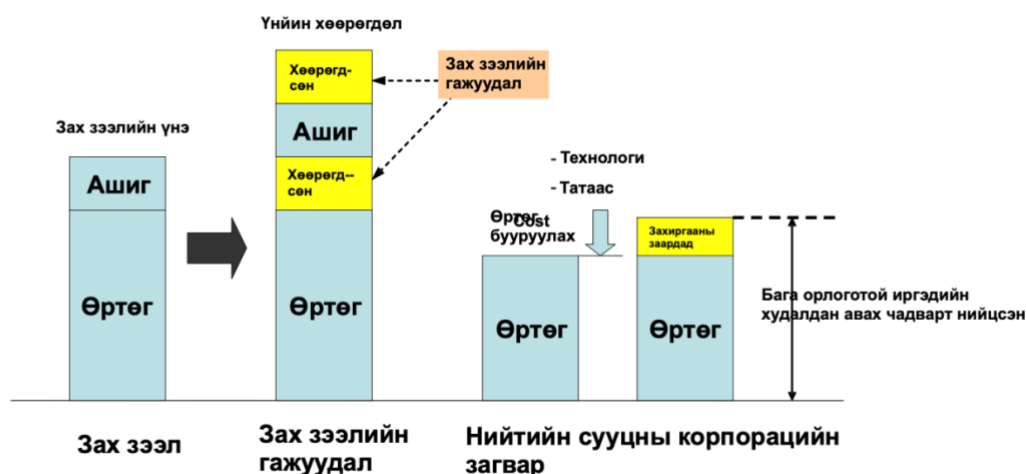 Үнийн хөөрөгдөл
Хөөрөгд-
сөн
Зах зээлийн
гажуудал
Зах зээлийн үнэ
Ашиг
Ашиг
Хөөрөгд--
сөн
- Технологи
- Татаас
Өртөг
Cost
бууруулах
Захиргааны
заардад
Өртөг
Өртөг
Өртөг
Өртөг
Бага орлоготой иргэдийн
худалдан авах чадварт нийцсэн
Зах зээл
Зах зээлийн
гажуудал
Нийтийн сууцны корпорацийн
загвар